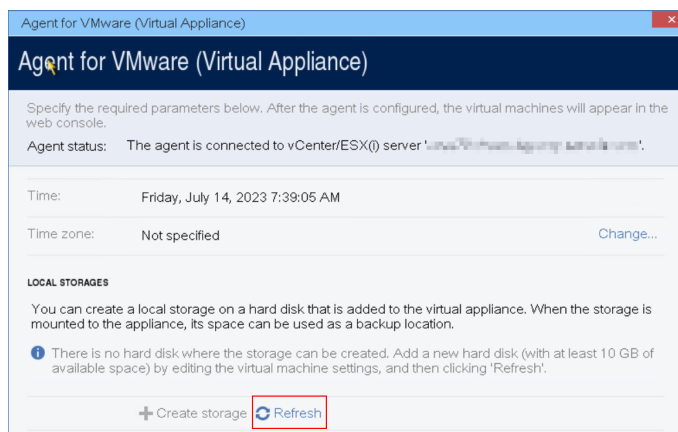 Agent for VMware (Virtual Appliance)
Agent for VMware (Virtual Appliance)
Specify the required parameters below. After the agent is configured, the virtual machines will appear in the
web console.
Agent status: The agent is connected to vCenter/ESX(i) server ' '.
Time: Friday, July 14, 2023 7:39:05 AM
Time zone: Not specified Change...
LOCAL STORAGES
You can create a local storage on a hard disk that is added to the virtual appliance. When the storage is
mounted to the appliance, its space can be used as a backup location.
There is no hard disk where the storage can be created. Add a new hard disk (with at least 10 GB of
available space) by editing the virtual machine settings, and then clicking 'Refresh'.
Create storage Refresh